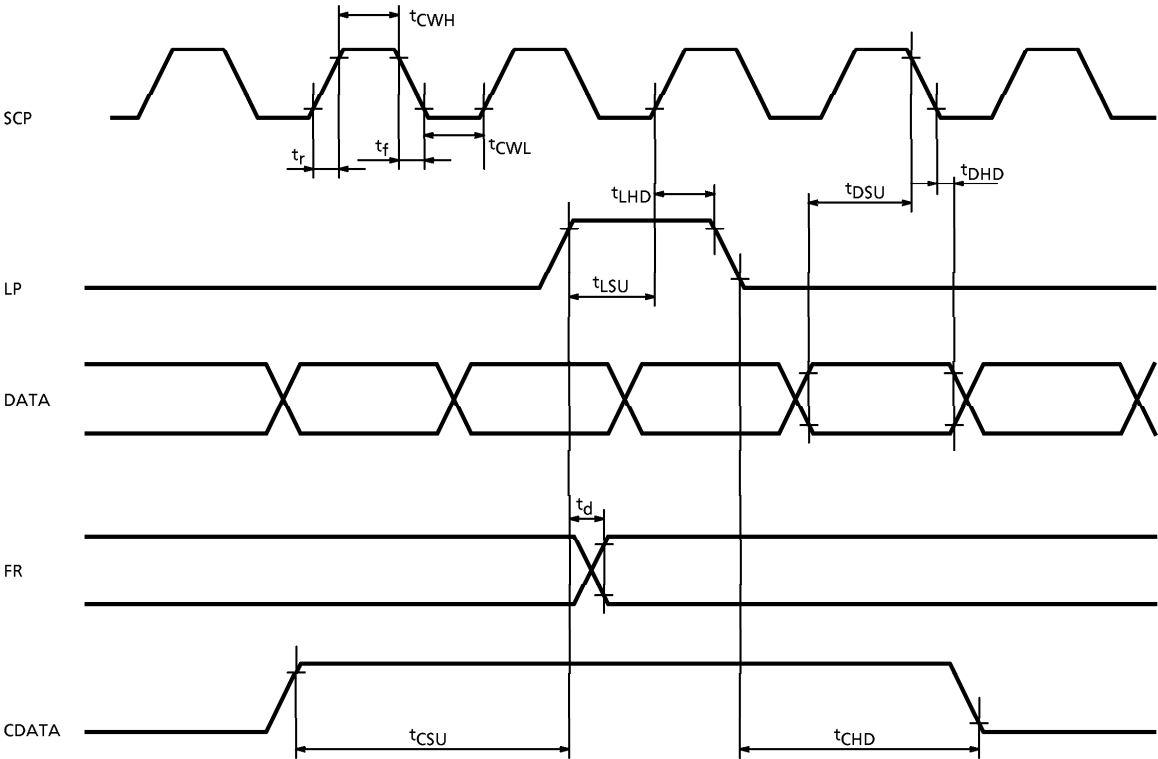 tCWH
SCP
tr
tf
tCWL
tLHD
tDSU
tDHD
LP
tLSU
DATA
td
FR
CDATA
tCSU
tCHD